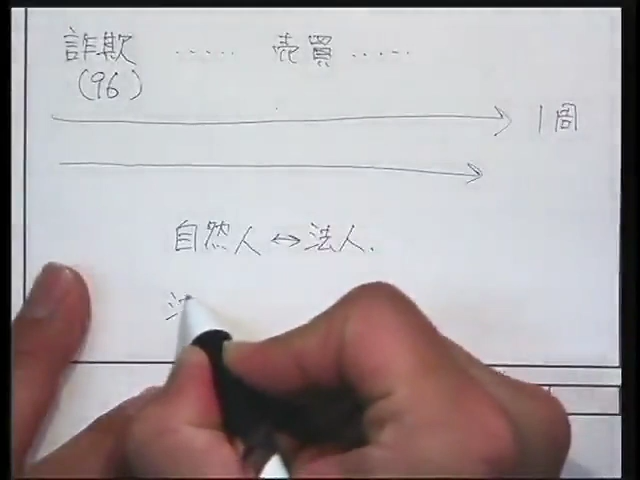 詐欺 ...... 売買 ......
(96)
1周
自然人 ↔ 法人.